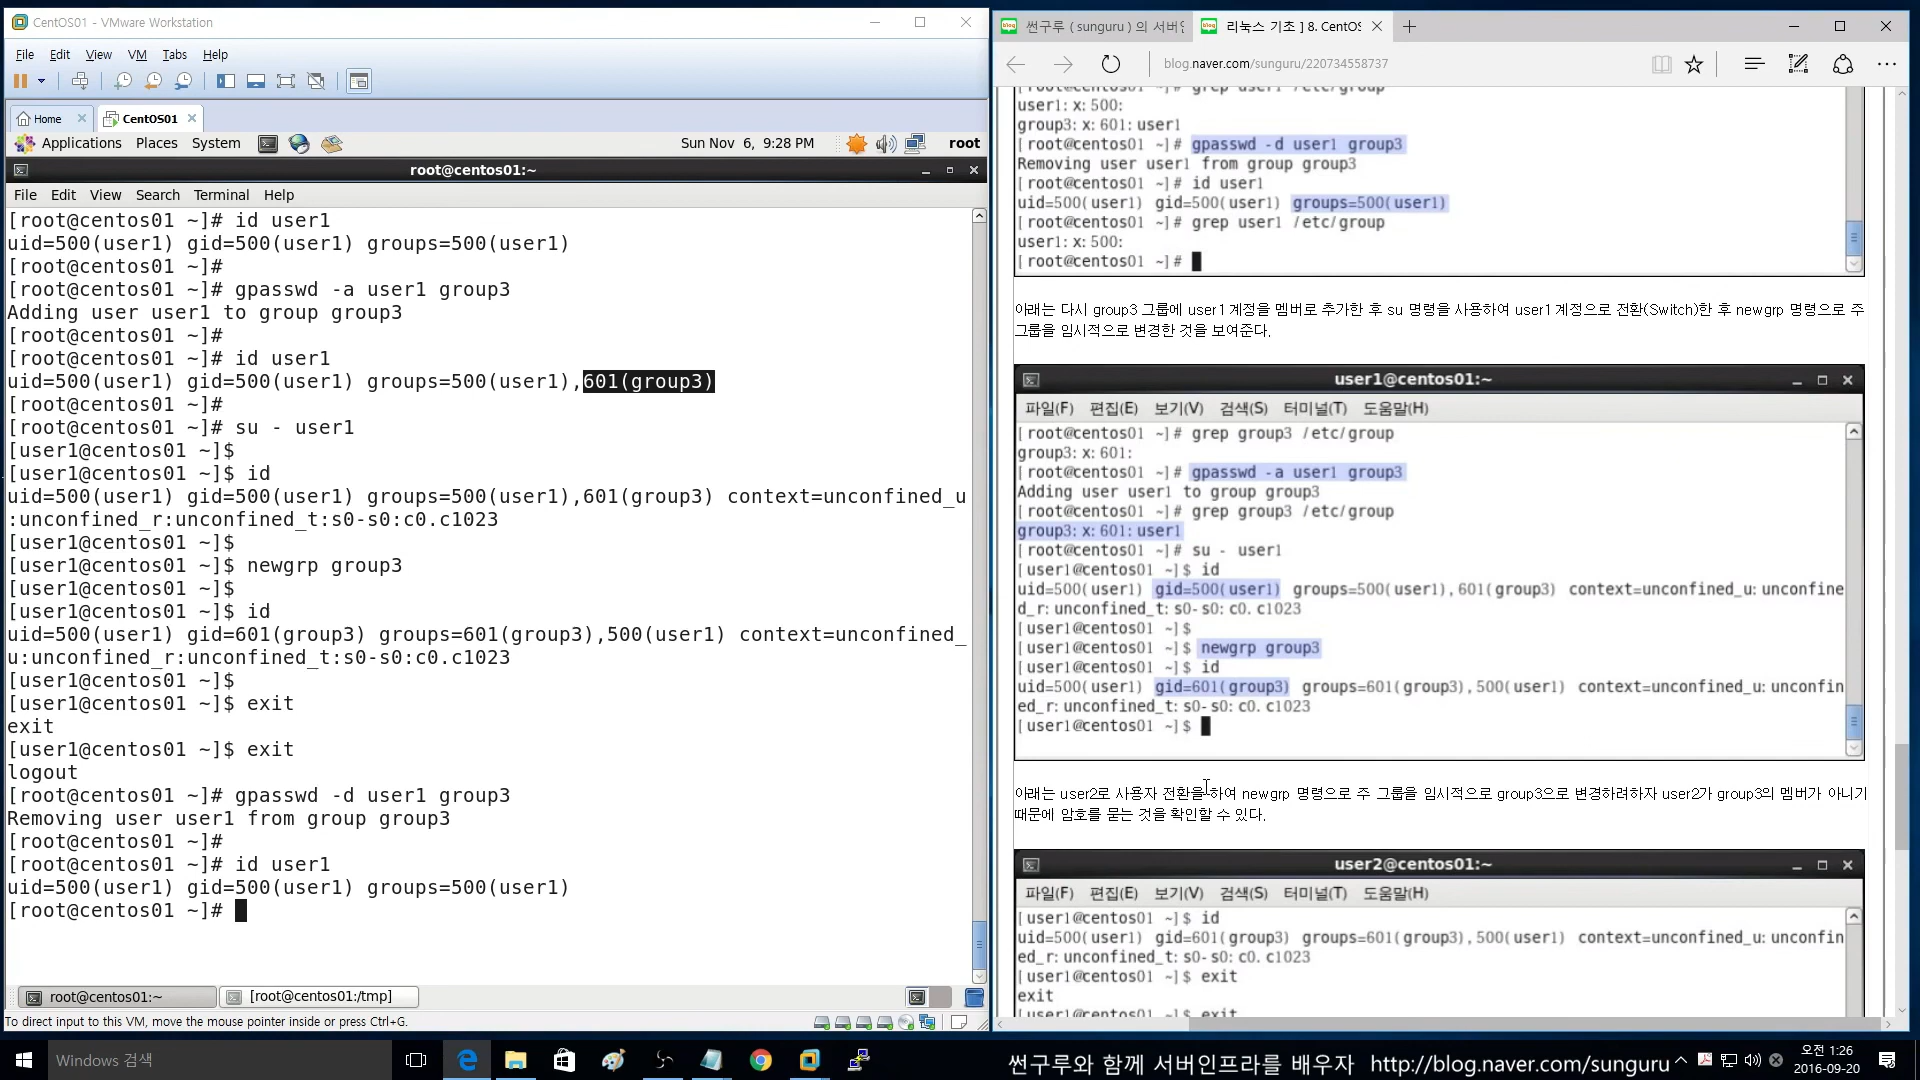 CentOS01 - VMware Workstation
File Edit View VM Tabs Help
Home
CentOS01
Applications Places System
Sun Nov 6, 9:28 PM
root
root@centos01:~
File Edit View Search Terminal Help
[root@centos01 ~]# id user1
uid=500(user1) gid=500(user1) groups=500(user1)
[root@centos01 ~]#
[root@centos01 ~]# gpasswd -a user1 group3
Adding user user1 to group group3
[root@centos01 ~]#
[root@centos01 ~]# id user1
uid=500(user1) gid=500(user1) groups=500(user1),601(group3)
[root@centos01 ~]#
[root@centos01 ~]# su - user1
[user1@centos01 ~]$
[user1@centos01 ~]$ id
uid=500(user1) gid=500(user1) groups=500(user1),601(group3) context=unconfined_u
:unconfined_r:unconfined_t:s0-s0:c0.c1023
[user1@centos01 ~]$
[user1@centos01 ~]$ newgrp group3
[user1@centos01 ~]$
[user1@centos01 ~]$ id
uid=500(user1) gid=601(group3) groups=601(group3),500(user1) context=unconfined_
u:unconfined_r:unconfined_t:s0-s0:c0.c1023
[user1@centos01 ~]$
[user1@centos01 ~]$ exit
exit
[user1@centos01 ~]$ exit
logout
[root@centos01 ~]# gpasswd -d user1 group3
Removing user user1 from group group3
[root@centos01 ~]#
[root@centos01 ~]# id user1
uid=500(user1) gid=500(user1) groups=500(user1)
[root@centos01 ~]#
root@centos01:~
[root@centos01:/tmp]
To direct input to this VM, move the mouse pointer inside or press Ctrl+G.
썬구루 ( sunguru ) 의 서버인
리눅스 기초 ] 8. CentOS
blog.naver.com/sunguru/220734558737
[root@centos01 ~]# grep user1 /etc/group
user1:x:500:
group3:x:601:user1
[root@centos01 ~]# gpasswd -d user1 group3
Removing user user1 from group group3
[root@centos01 ~]# id user1
uid=500(user1) gid=500(user1) groups=500(user1)
[root@centos01 ~]# grep user1 /etc/group
user1:x:500:
[root@centos01 ~]#
아래는 다시 group3 그룹에 user1 계정을 멤버로 추가한 후 su 명령을 사용하여 user1 계정으로 전환(Switch)한 후 newgrp 명령으로 주
그룹을 임시적으로 변경한 것을 보여준다.
user1@centos01:~
파일(F) 편집(E) 보기(V) 검색(S) 터미널(T) 도움말(H)
[root@centos01 ~]# grep group3 /etc/group
group3:x:601:
[root@centos01 ~]# gpasswd -a user1 group3
Adding user user1 to group group3
[root@centos01 ~]# grep group3 /etc/group
group3:x:601:user1
[root@centos01 ~]# su - user1
[user1@centos01 ~]$ id
uid=500(user1) gid=500(user1) groups=500(user1),601(group3) context=unconfined_u:unconfine
d_r:unconfined_t:s0-s0:c0.c1023
[user1@centos01 ~]$
[user1@centos01 ~]$ newgrp group3
[user1@centos01 ~]$ id
uid=500(user1) gid=601(group3) groups=601(group3),500(user1) context=unconfined_u:unconfin
ed_r:unconfined_t:s0-s0:c0.c1023
[user1@centos01 ~]$
아래는 user2로 사용자 전환을 하여 newgrp 명령으로 주 그룹을 임시적으로 group3으로 변경하려하자 user2가 group3의 멤버가 아니기
때문에 암호를 묻는 것을 확인할 수 있다.
user2@centos01:~
파일(F) 편집(E) 보기(V) 검색(S) 터미널(T) 도움말(H)
[user1@centos01 ~]$ id
uid=500(user1) gid=601(group3) groups=601(group3),500(user1) context=unconfined_u:unconfin
ed_r:unconfined_t:s0-s0:c0.c1023
[user1@centos01 ~]$ exit
exit
[user1@centos01 ~]$ exit
Windows 검색
썬구루와 함께 서버인프라를 배우자 http://blog.naver.com/sunguru
오전 1:26
2016-09-20